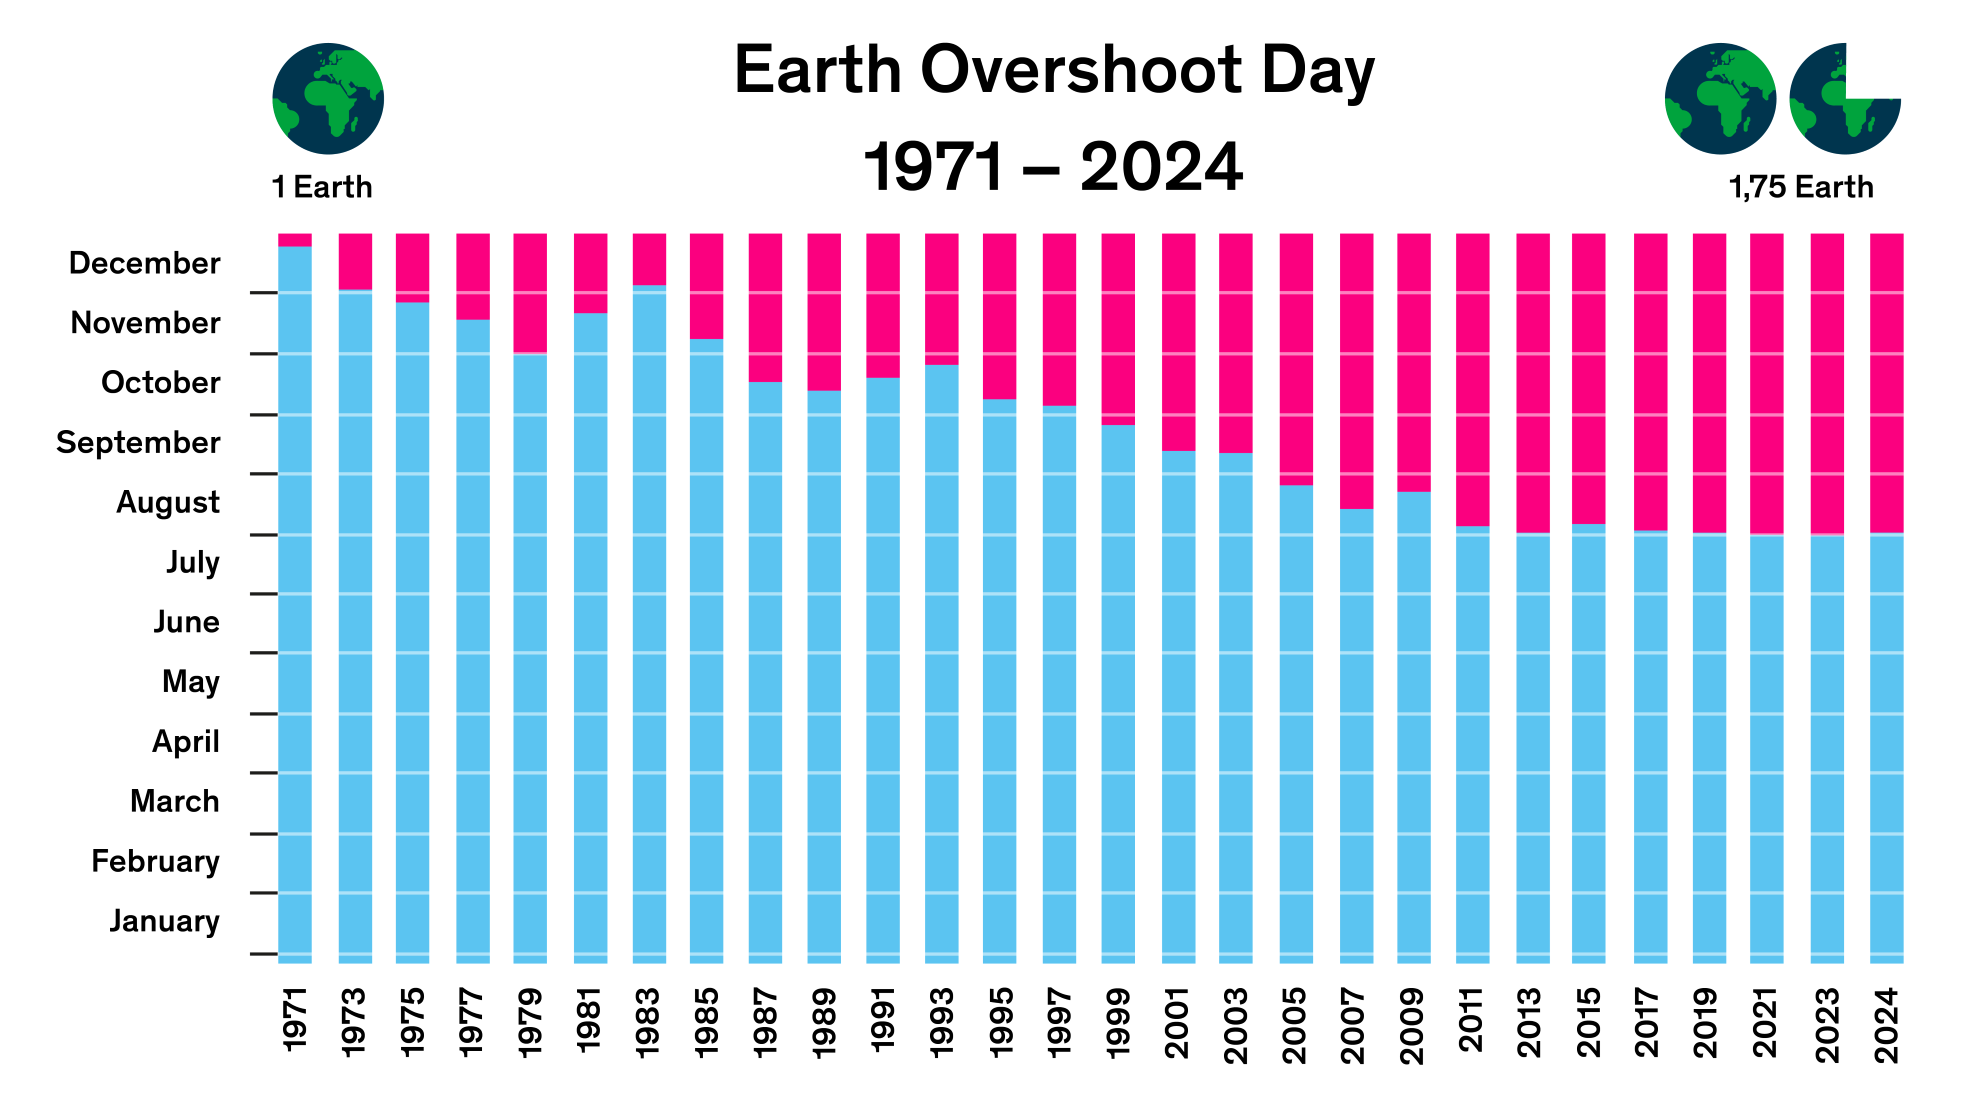 Earth Overshoot Day
1971 – 2024
1 Earth
1,75 Earth
December
November
October
September
August
July
June
May
April
March
February
January
1971
1973
1975
1977
1979
1981
1983
1985
1987
1989
1991
1993
1995
1997
1999
2001
2003
2005
2007
2009
2011
2013
2015
2017
2019
2021
2023
2024